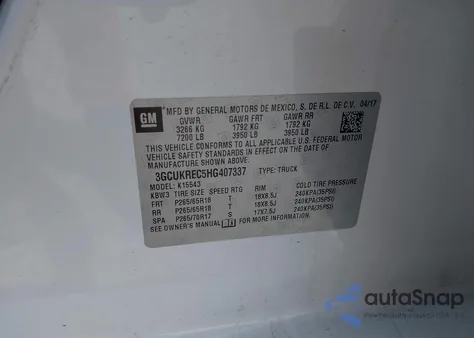 GM
MFD BY GENERAL MOTORS DE MEXICO, S. DE R.L. DE C.V. 04/17
GVWR GAWR FRT GAWR RR
3266 KG 1792 KG 1792 KG
7200 LB 3950 LB 3950 LB
THIS VEHICLE CONFORMS TO ALL APPLICABLE U.S. FEDERAL MOTOR
VEHICLE SAFETY STANDARDS IN EFFECT ON THE DATE OF
MANUFACTURE SHOWN ABOVE.
3GCUKREC5HG407337 TYPE: TRUCK
MODEL: K15543
KBW3 TIRE SIZE SPEED RTG RIM COLD TIRE PRESSURE
FRT P265/65R18 T 18X8.5J 240KPA(35PSI)
RR P265/65R18 T 18X8.5J 240KPA(35PSI)
SPA P265/70R17 S 17X7.5J 240KPA(35PSI)
SEE OWNER'S MANUAL FOR MORE INFORMATION.
autoSnap